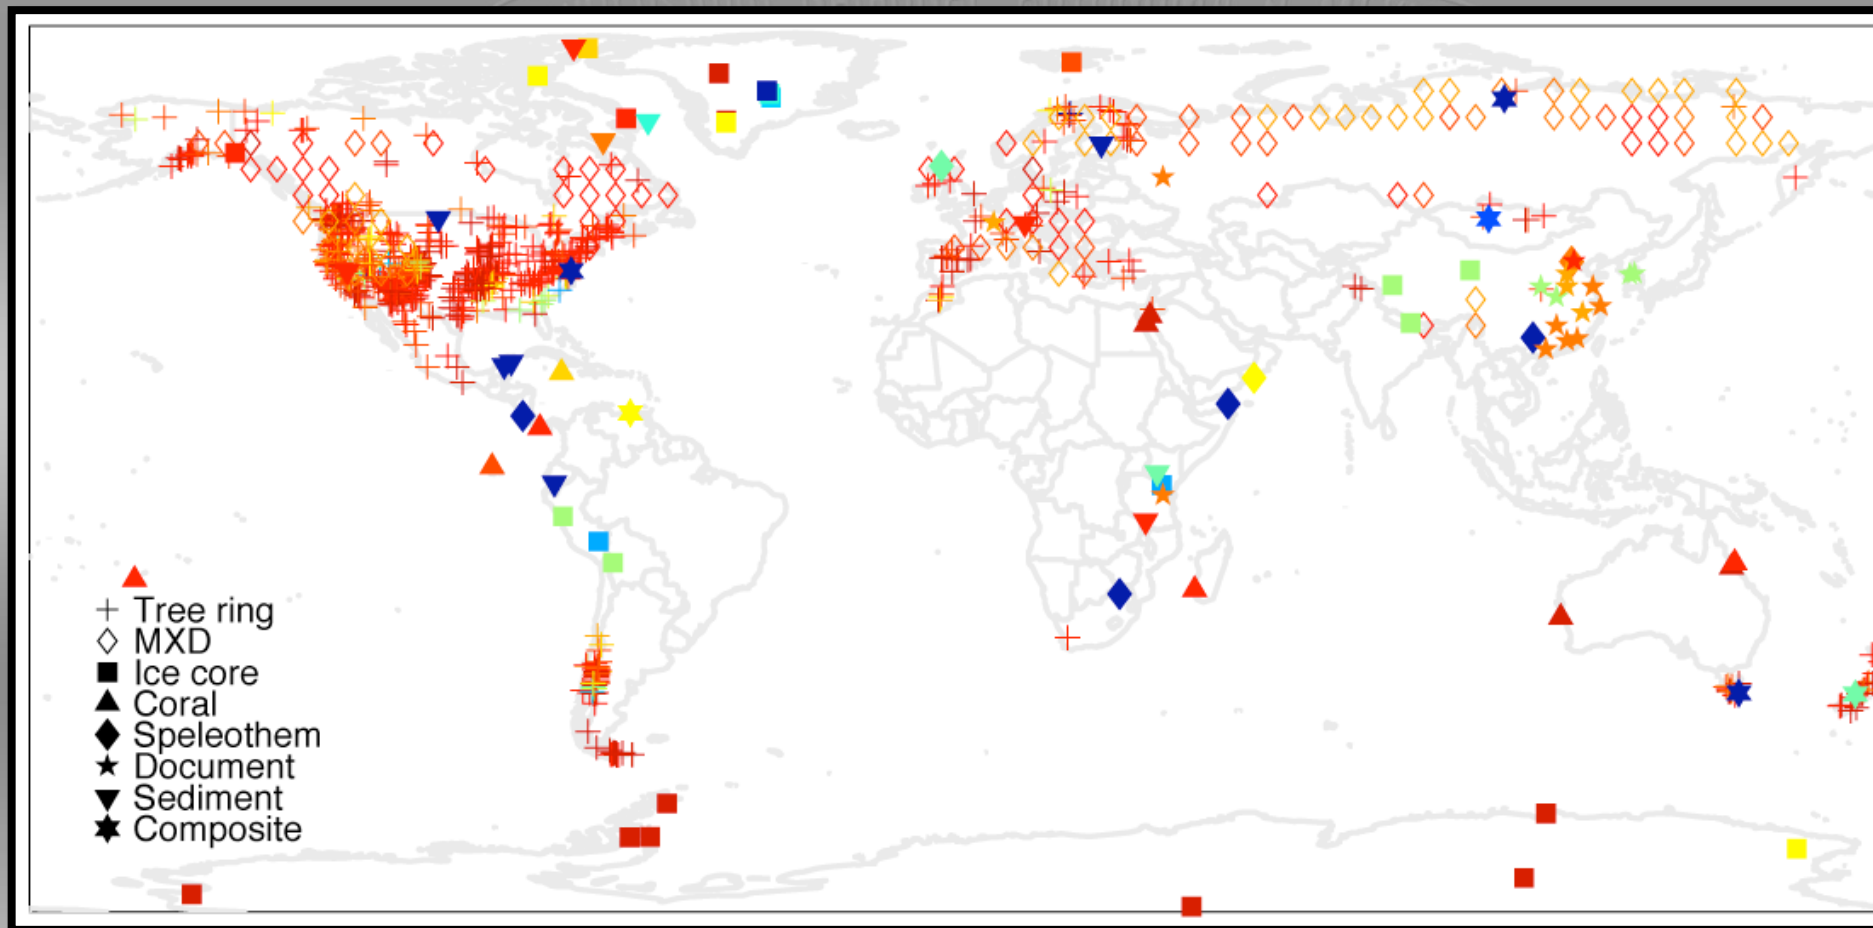 Tree ring
MXD
Ice core
Coral
Speleothem
Document
Sediment
Composite